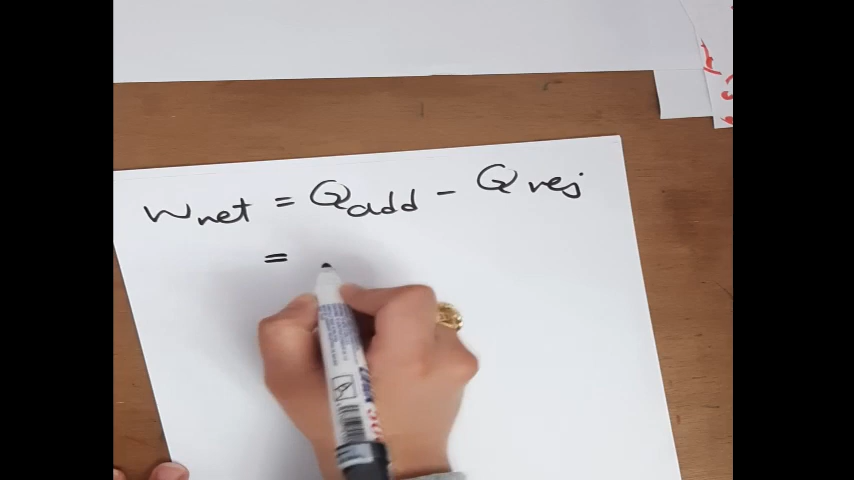 Wnet = Qadd - Qrej
=